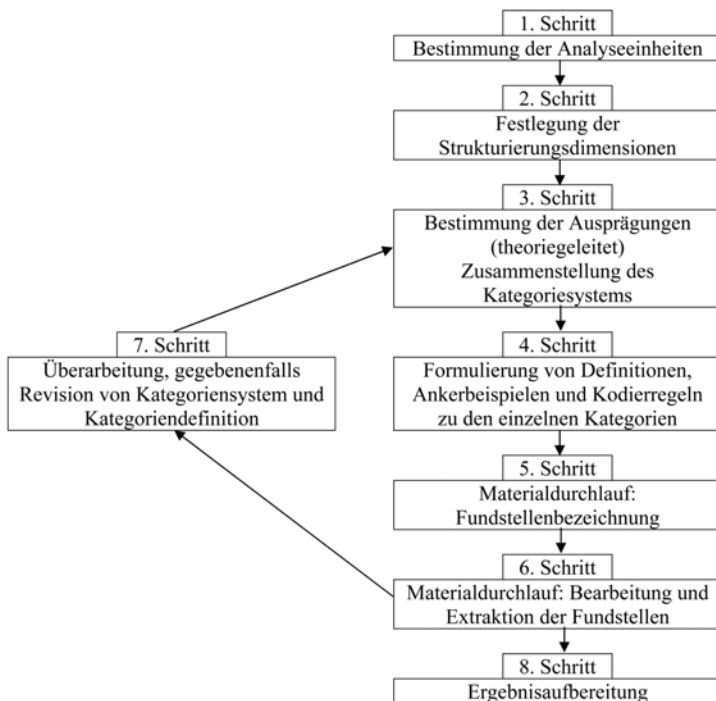 1. Schritt
Bestimmung der Analyseeinheiten
2. Schritt
Festlegung der
Strukturierungsdimensionen
3. Schritt
Bestimmung der Ausprägungen
(theoriegeleitet)
Zusammenstellung des
Kategoriesystems
4. Schritt
Formulierung von Definitionen,
Ankerbeispielen und Kodierregeln
zu den einzelnen Kategorien
5. Schritt
Materialdurchlauf:
Fundstellenbezeichnung
6. Schritt
Materialdurchlauf: Bearbeitung und
Extraktion der Fundstellen
7. Schritt
Überarbeitung, gegebenenfalls
Revision von Kategoriensystem und
Kategoriendefinition
8. Schritt
Ergebnisaufbereitung